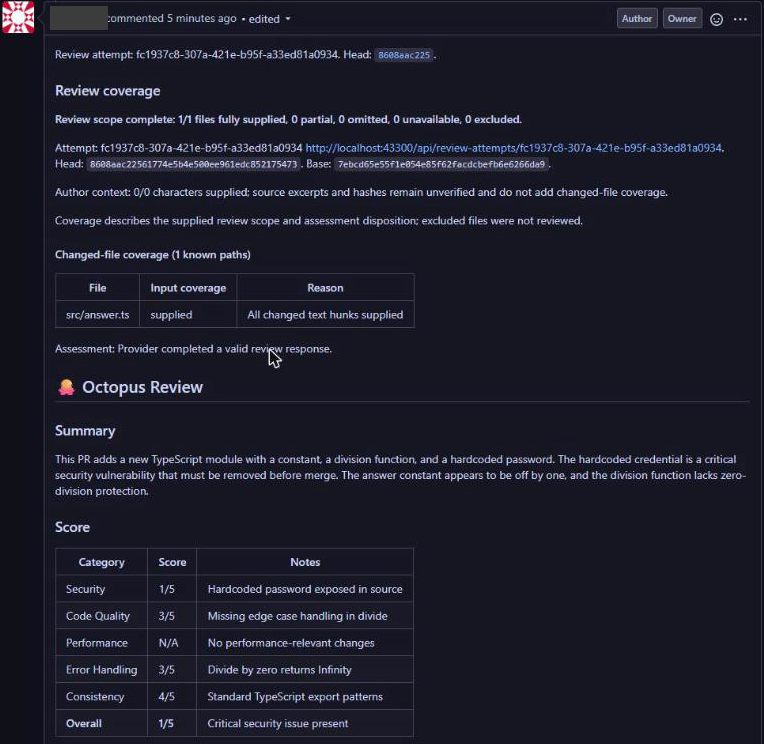 commented 5 minutes ago • edited
Author
Owner
Review attempt: fc1937c8-307a-421e-b95f-a33ed81a0934. Head: 8608aac225.
Review coverage
Review scope complete: 1/1 files fully supplied, 0 partial, 0 omitted, 0 unavailable, 0 excluded.
Attempt: fc1937c8-307a-421e-b95f-a33ed81a0934 http://localhost:43300/api/review-attempts/fc1937c8-307a-421e-b95f-a33ed81a0934.
Head: 8608aac22561774e5b4e500ee961edc852175473. Base: 7ebcd65e55f1e054e85f62facdcbefb6e6266da9.
Author context: 0/0 characters supplied; source excerpts and hashes remain unverified and do not add changed-file coverage.
Coverage describes the supplied review scope and assessment disposition; excluded files were not reviewed.
Changed-file coverage (1 known paths)
File Input coverage Reason
src/answer.ts supplied All changed text hunks supplied
Assessment: Provider completed a valid review response.
Octopus Review
Summary
This PR adds a new TypeScript module with a constant, a division function, and a hardcoded password. The hardcoded credential is a critical
security vulnerability that must be removed before merge. The answer constant appears to be off by one, and the division function lacks zero-
division protection.
Score
Category Score Notes
Security 1/5 Hardcoded password exposed in source
Code Quality 3/5 Missing edge case handling in divide
Performance N/A No performance-relevant changes
Error Handling 3/5 Divide by zero returns Infinity
Consistency 4/5 Standard TypeScript export patterns
Overall 1/5 Critical security issue present